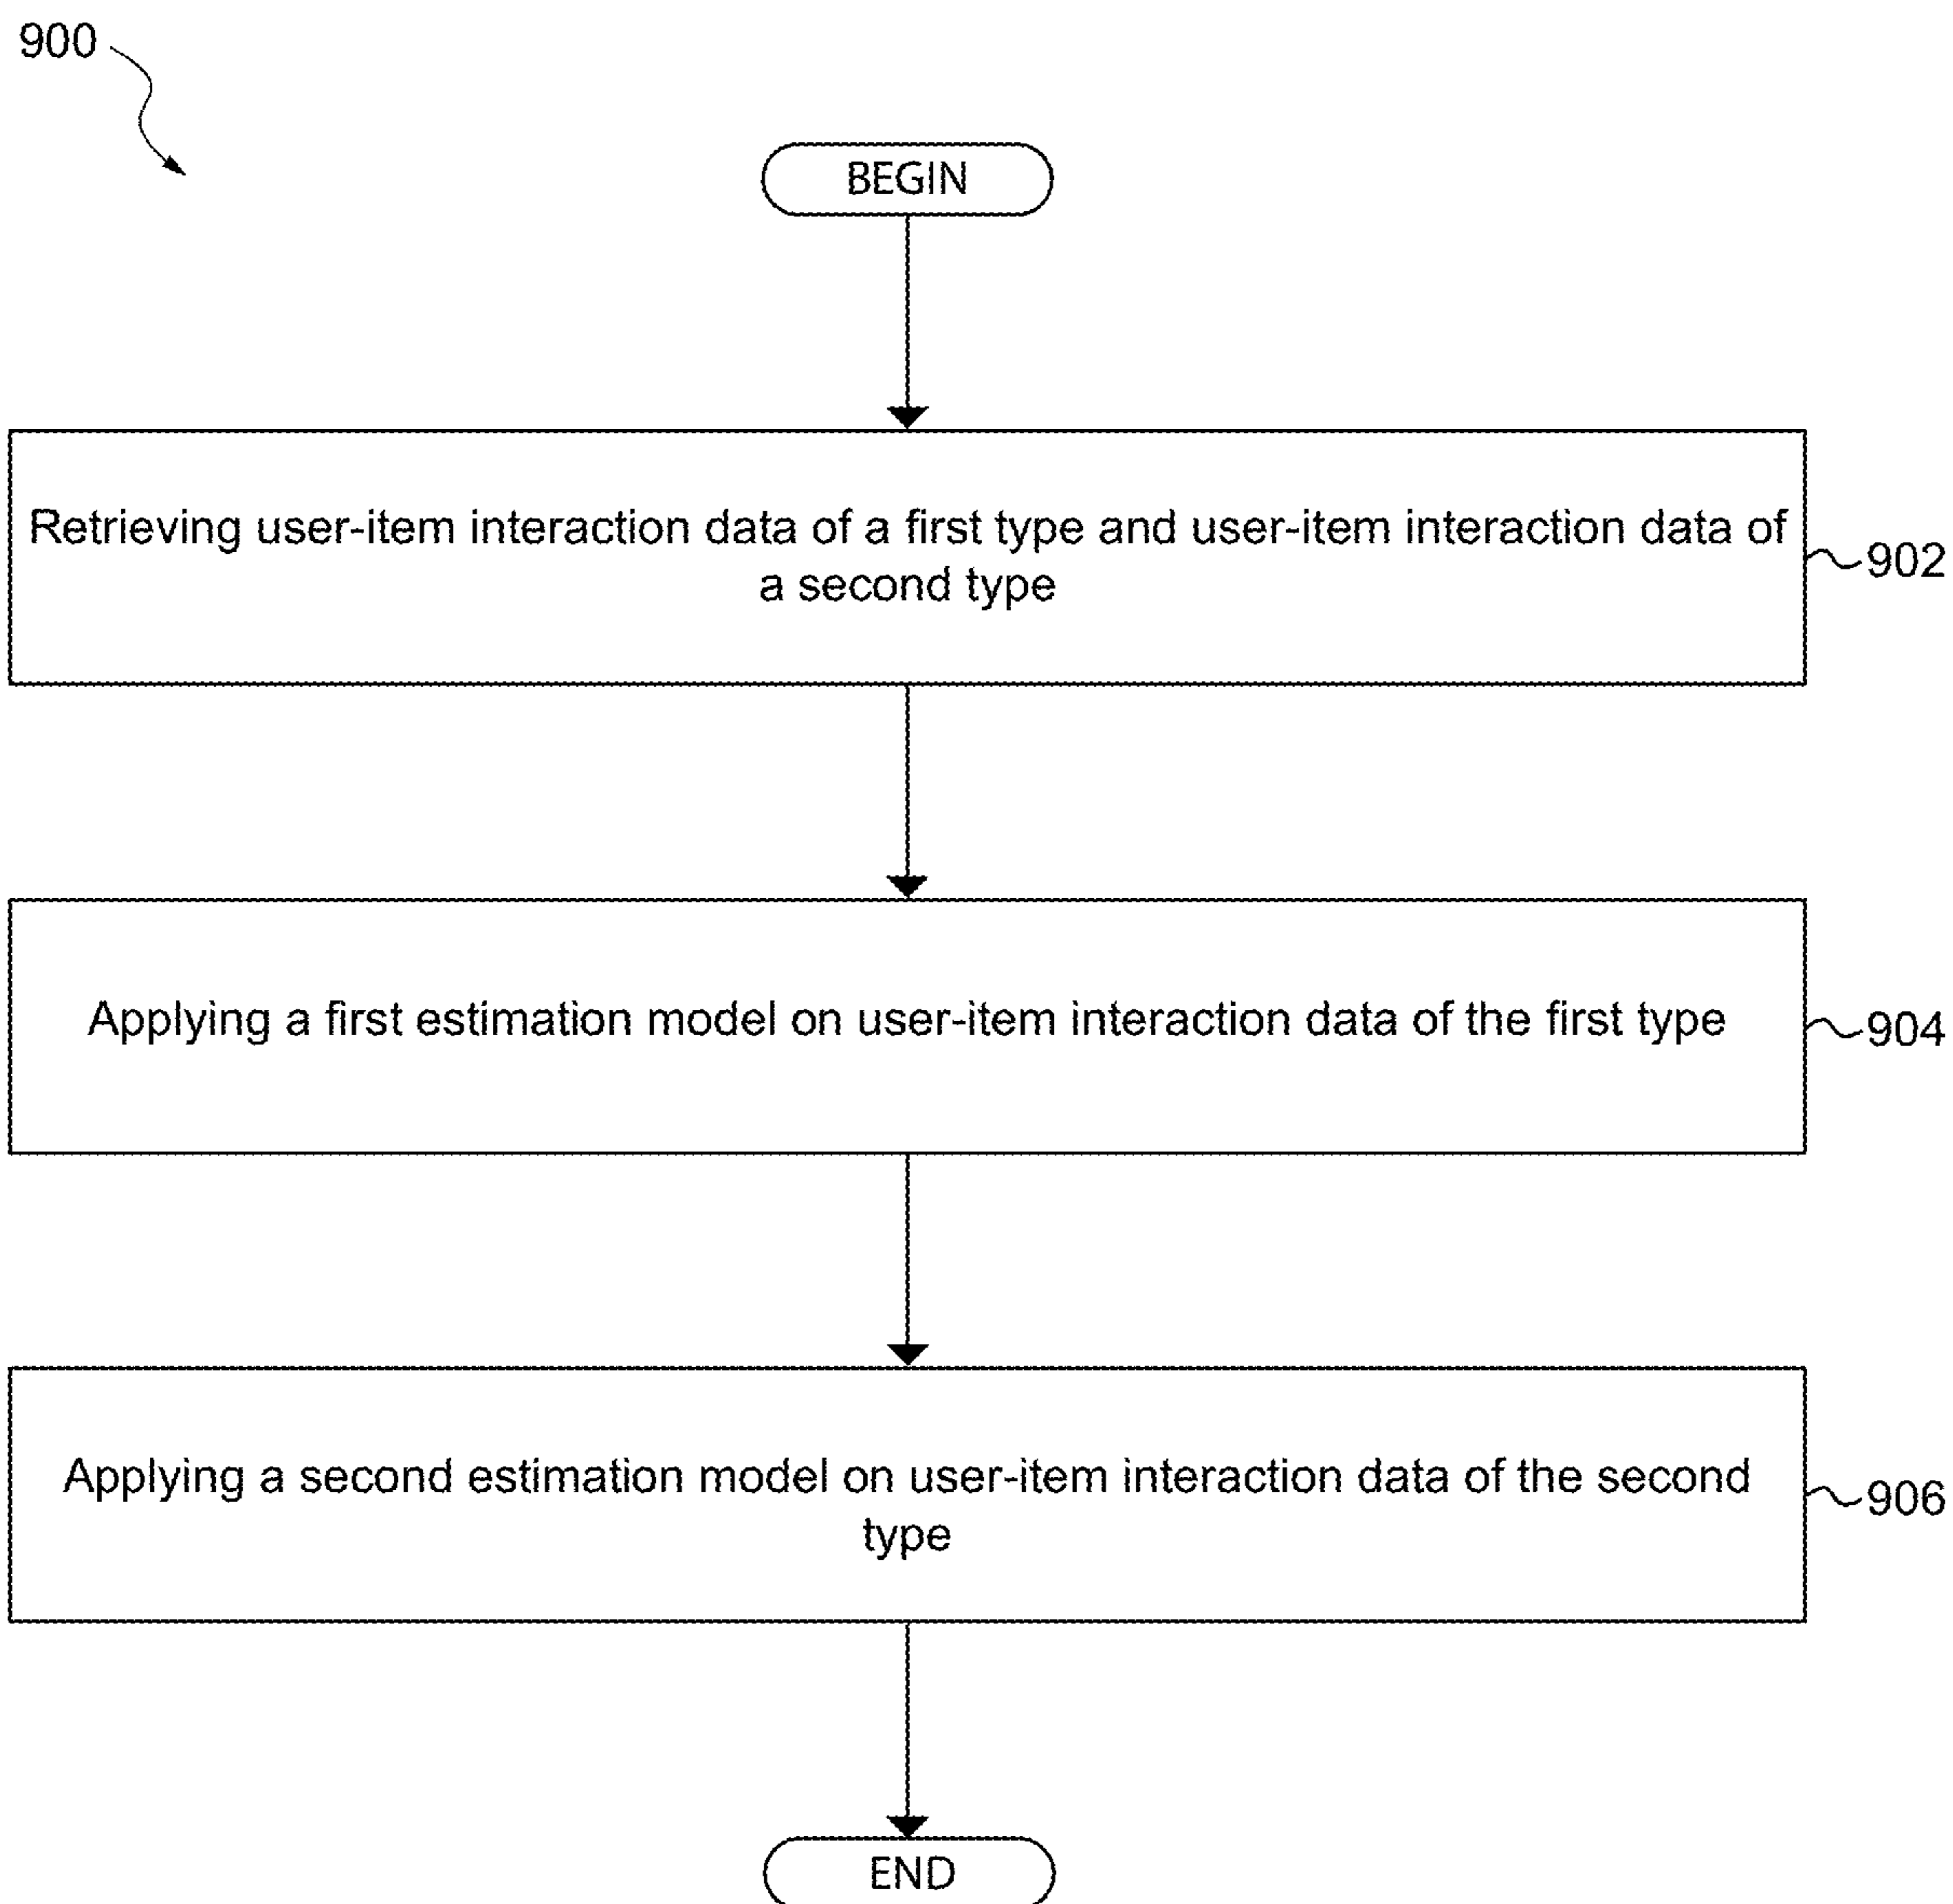 900
BEGIN
Retrieving user-item interaction data of a first type and user-item interaction data of
a second type
902
Applying a first estimation model on user-item interaction data of the first type
904
Applying a second estimation model on user-item interaction data of the second
type
906
END